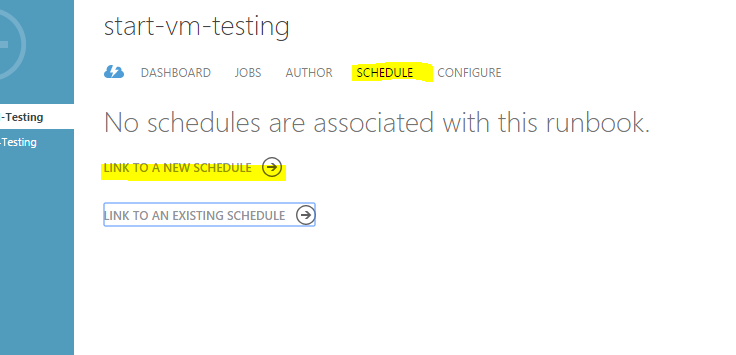 start-vm-testing
DASHBOARD JOBS AUTHOR SCHEDULE CONFIGURE
No schedules are associated with this runbook.
-Testing
-Testing
LINK TO A NEW SCHEDULE
LINK TO AN EXISTING SCHEDULE